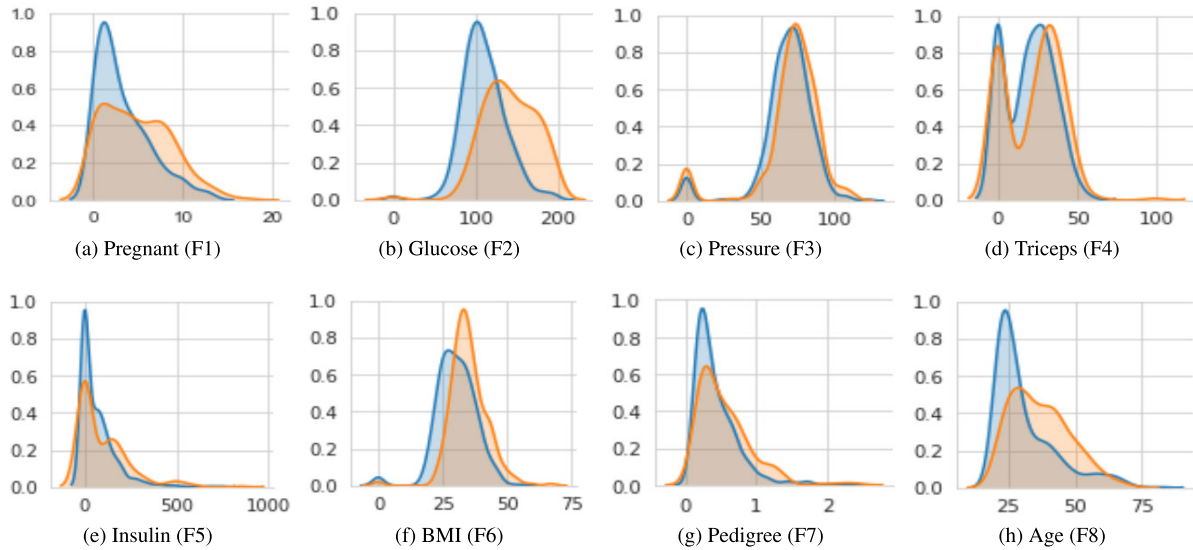 1.0 1.0 1.0 1.0
0.8 0.8 0.8 0.8
0.6 0.6 0.6 0.6
0.4 0.4 0.4 0.4
0.2 0.2 0.2 0.2
0.0 0.0 0.0 0.0
0 10 20 0 100 200 0 50 100 0 50 100
(a) Pregnant (F1) (b) Glucose (F2) (c) Pressure (F3) (d) Triceps (F4)
1.0 1.0 1.0 1.0
0.8 0.8 0.8 0.8
0.6 0.6 0.6 0.6
0.4 0.4 0.4 0.4
0.2 0.2 0.2 0.2
0.0 0.0 0.0 0.0
0 500 1000 0 25 50 75 0 1 2 25 50 75
(e) Insulin (F5) (f) BMI (F6) (g) Pedigree (F7) (h) Age (F8)